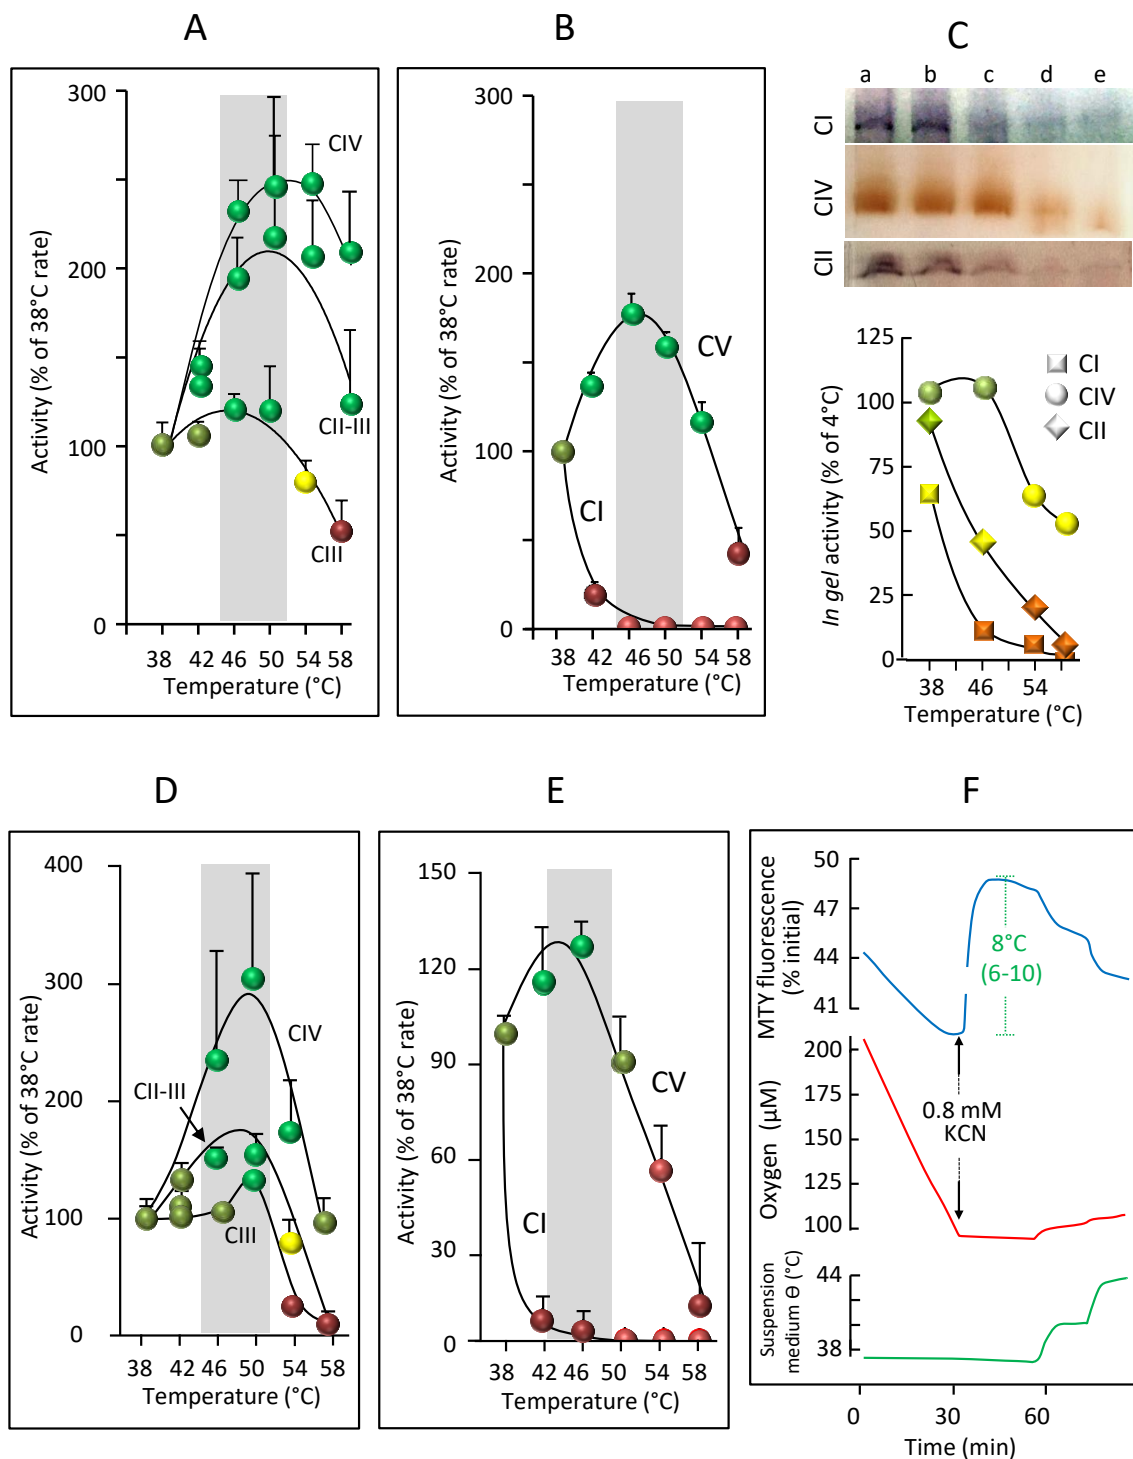 A
B
C
Activity (% of 38°C rate)
300
200
100
0
CIV
CII-III
CIII
38 42 46 50 54 58
Temperature (°C)
Activity (% of 38°C rate)
300
200
100
0
CV
CI
38 42 46 50 54 58
Temperature (°C)
a b c d e
CI
CIV
CII
In gel activity (% of 4°C)
125
100
75
50
25
0
CI
CIV
CII
38 46 54
Temperature (°C)
D
E
F
Activity (% of 38°C rate)
400
300
200
100
0
CIV
CII-III
CIII
38 42 46 50 54 58
Temperature (°C)
Activity (% of 38°C rate)
150
120
90
60
30
0
CV
CI
38 42 46 50 54 58
Temperature (°C)
MTY fluorescence
(% initial)
50
47
44
41
8°C
(6-10)
Oxygen (µM)
200
175
150
125
100
0.8 mM
KCN
Suspension
medium Θ (°C)
44
38
0 30 60
Time (min)